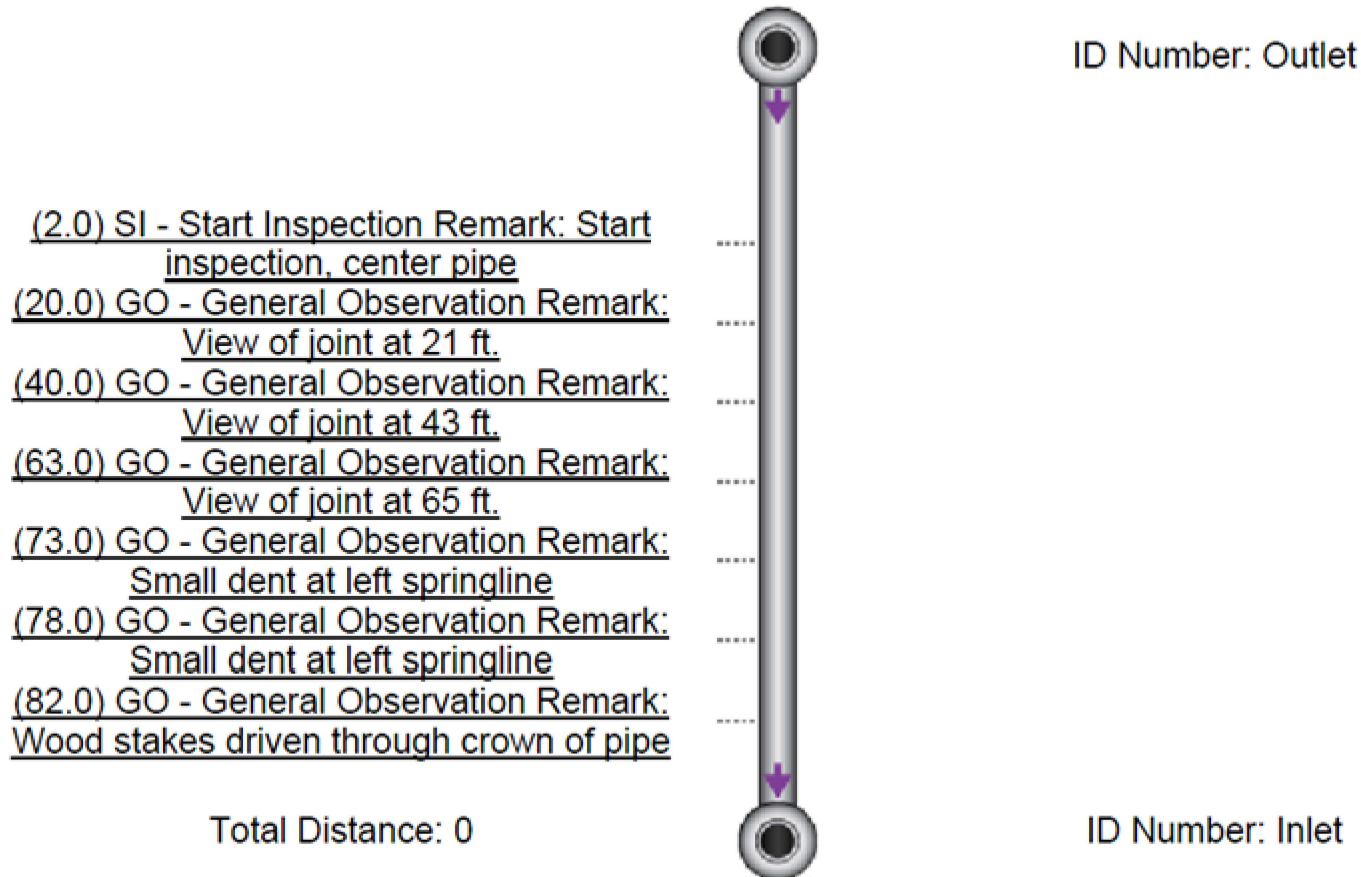 ID Number: Outlet
(2.0) SI - Start Inspection Remark: Start
inspection, center pipe
(20.0) GO - General Observation Remark:
View of joint at 21 ft.
(40.0) GO - General Observation Remark:
View of joint at 43 ft.
(63.0) GO - General Observation Remark:
View of joint at 65 ft.
(73.0) GO - General Observation Remark:
Small dent at left springline
(78.0) GO - General Observation Remark:
Small dent at left springline
(82.0) GO - General Observation Remark:
Wood stakes driven through crown of pipe
Total Distance: 0
ID Number: Inlet